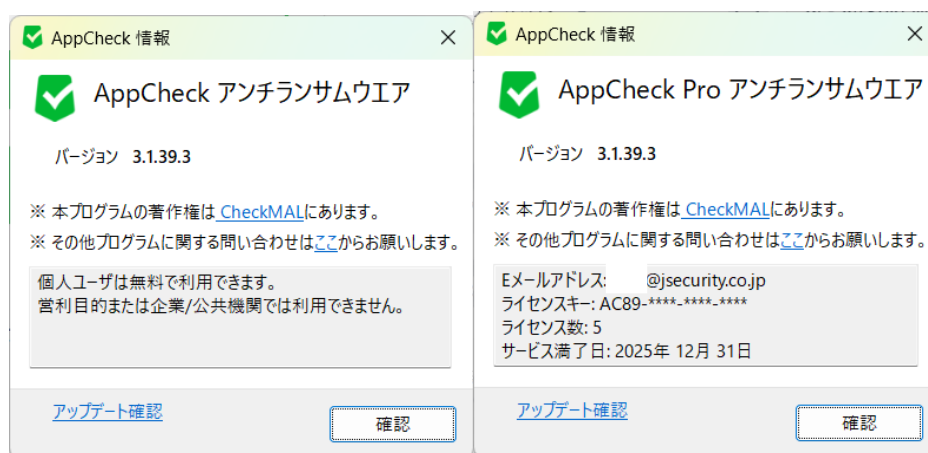 AppCheck 情報
AppCheck アンチランサムウエア
バージョン 3.1.39.3
※ 本プログラムの著作権は CheckMALにあります。
※ その他プログラムに関する問い合わせはここからお願いします。
個人ユーザは無料で利用できます。
営利目的または企業/公共機関では利用できません。
アップデート確認
確認
AppCheck 情報
AppCheck Pro アンチランサムウエア
バージョン 3.1.39.3
※ 本プログラムの著作権は CheckMALにあります。
※ その他プログラムに関する問い合わせはここからお願いします。
Eメールアドレス: @jsecurity.co.jp
ライセンスキー: AC89-****-****-****
ライセンス数: 5
サービス満了日: 2025年 12月 31日
アップデート確認
確認